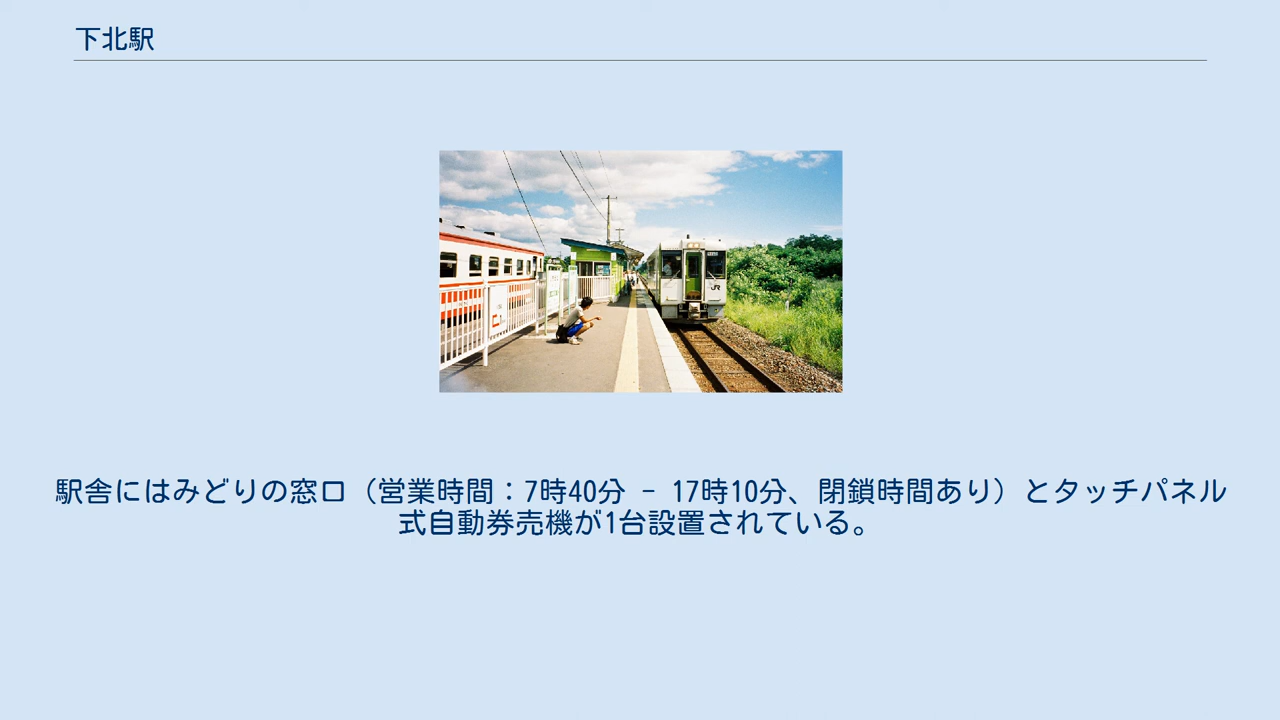 下北駅
JR
駅舎にはみどりの窓口（営業時間：7時40分 - 17時10分、閉鎖時間あり）とタッチパネル
式自動券売機が1台設置されている。